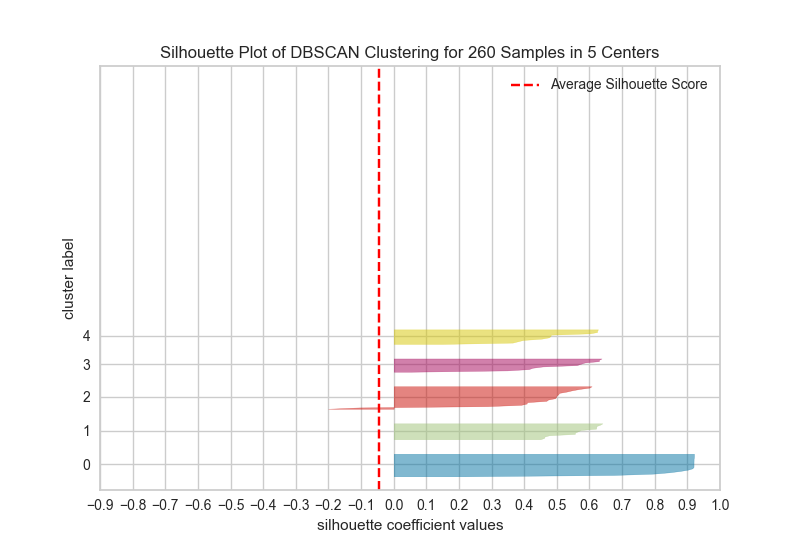 Silhouette Plot of DBSCAN Clustering for 260 Samples in 5 Centers
Average Silhouette Score
cluster label
4
3
2
1
0
−0.9 −0.8 −0.7 −0.6 −0.5 −0.4 −0.3 −0.2 −0.1 0.0 0.1 0.2 0.3 0.4 0.5 0.6 0.7 0.8 0.9 1.0
silhouette coefficient values